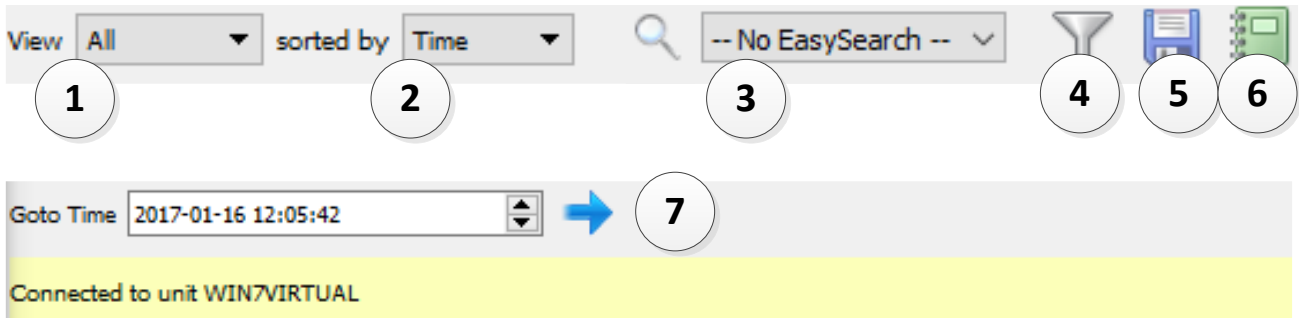 View All sorted by Time -- No EasySearch --
1 2 3 4 5 6
Goto Time 2017-01-16 12:05:42 7
Connected to unit WIN7VIRTUAL